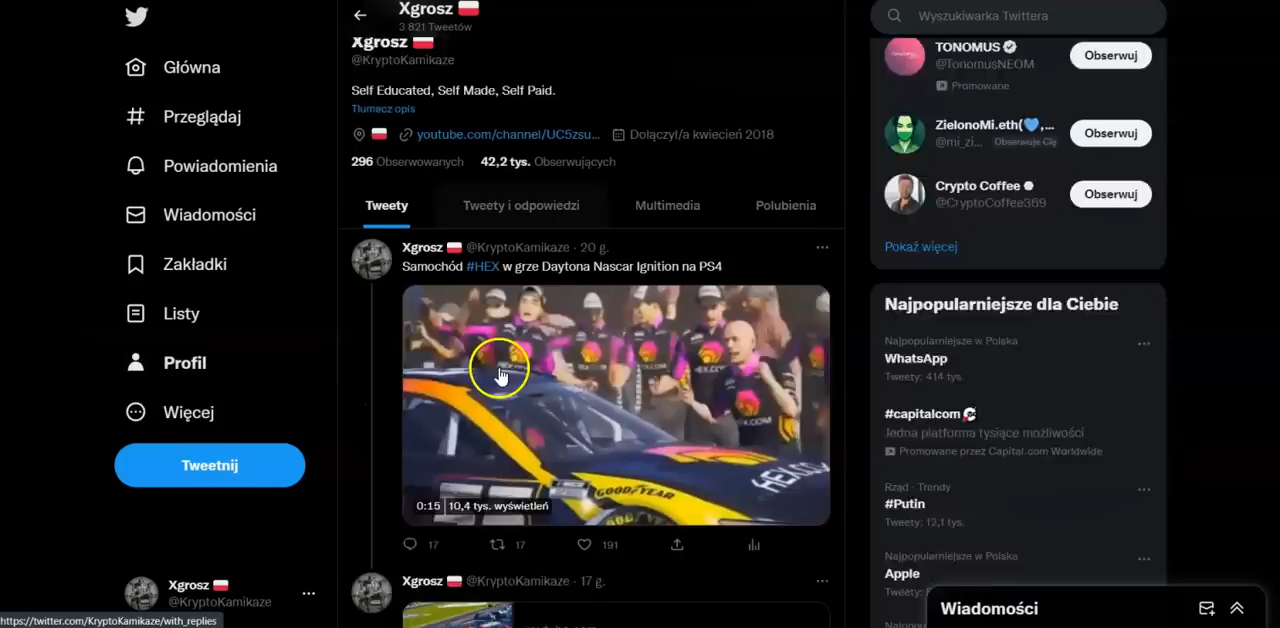 Główna
Przeglądaj
Powiadomienia
Wiadomości
Zakładki
Listy
Profil
Więcej
Tweetnij
Xgrosz
@KryptoKamikaze
https://twitter.com/KryptoKamikaze/with_replies
Xgrosz
3 821 Tweetów
Xgrosz
@KryptoKamikaze
Self Educated, Self Made, Self Paid.
Tłumacz opis
youtube.com/channel/UC5zsu... Dołączył/a kwiecień 2018
296 Obserwowanych 42,2 tys. Obserwujących
Tweety Tweety i odpowiedzi Multimedia Polubienia
Xgrosz @KryptoKamikaze · 20 g.
Samochód #HEX w grze Daytona Nascar Ignition na PS4
HEX.COM
HEX.COM
GOODYEAR
0:15 10,4 tys. wyświetleń
17 17 191
Xgrosz @KryptoKamikaze · 17 g.
Wyszukiwarka Twittera
TONOMUS
@TonomusNEOM
Promowane
Obserwuj
ZielonoMi.eth(💙,...
@mi_zi... Obserwuje Cię
Obserwuj
Crypto Coffee
@CryptoCoffee369
Obserwuj
Pokaż więcej
Najpopularniejsze dla Ciebie
Najpopularniejsze w Polska
WhatsApp
Tweety: 414 tys.
#capitalcom
Jedna platforma tysiące możliwości
Promowane przez Capital.com Worldwide
Rząd · Trendy
#Putin
Tweety: 12,1 tys.
Najpopularniejsze w Polska
Apple
Wiadomości